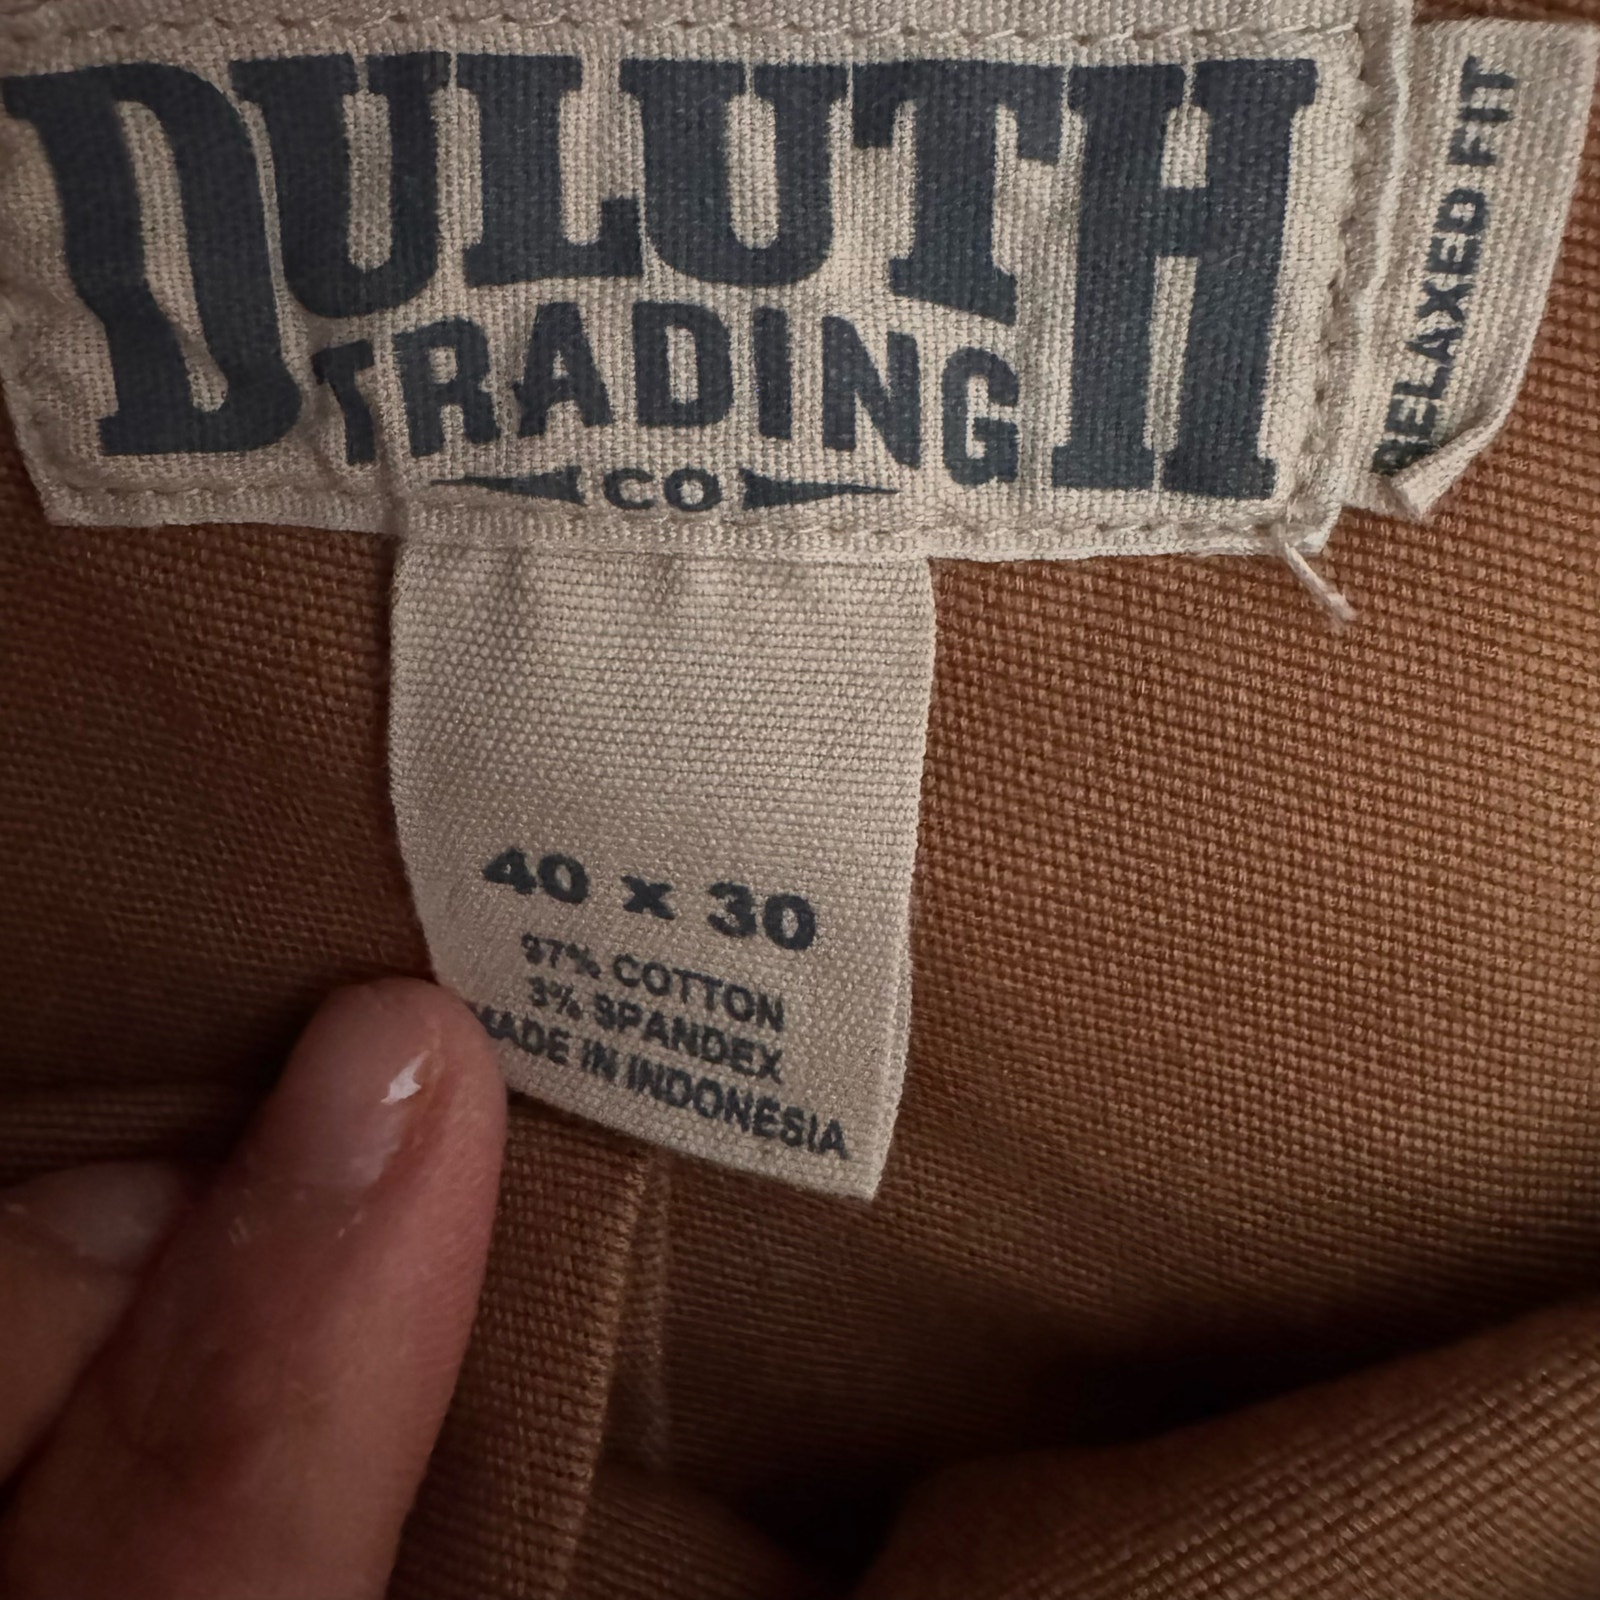 DULUTH
TRADING
CO
RELAXED FIT
40 x 30
97% COTTON
3% SPANDEX
MADE IN INDONESIA